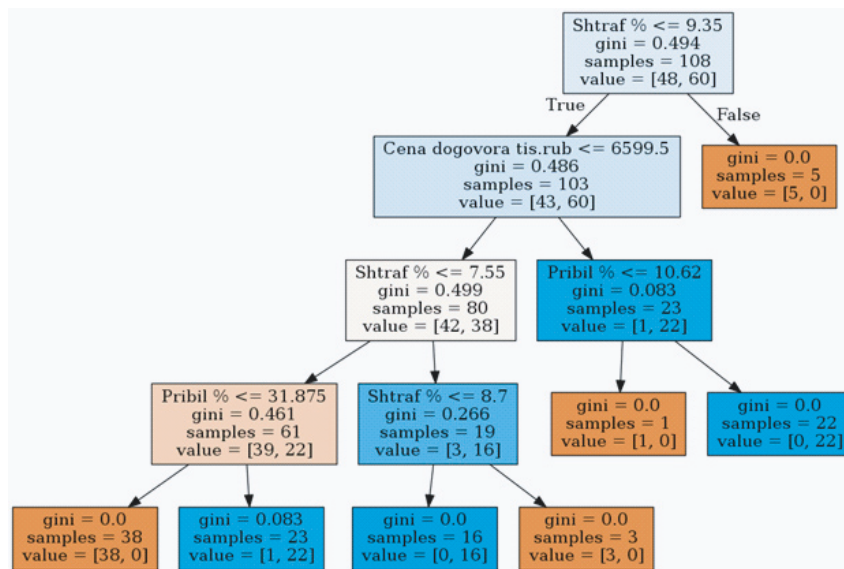 Shtraf % <= 9.35
gini = 0.494
samples = 108
value = [48, 60]
True
False
Cena dogovora tis.rub <= 6599.5
gini = 0.486
samples = 103
value = [43, 60]
gini = 0.0
samples = 5
value = [5, 0]
Shtraf % <= 7.55
gini = 0.499
samples = 80
value = [42, 38]
Pribil % <= 10.62
gini = 0.083
samples = 23
value = [1, 22]
Pribil % <= 31.875
gini = 0.461
samples = 61
value = [39, 22]
Shtraf % <= 8.7
gini = 0.266
samples = 19
value = [3, 16]
gini = 0.0
samples = 1
value = [1, 0]
gini = 0.0
samples = 22
value = [0, 22]
gini = 0.0
samples = 38
value = [38, 0]
gini = 0.083
samples = 23
value = [1, 22]
gini = 0.0
samples = 16
value = [0, 16]
gini = 0.0
samples = 3
value = [3, 0]